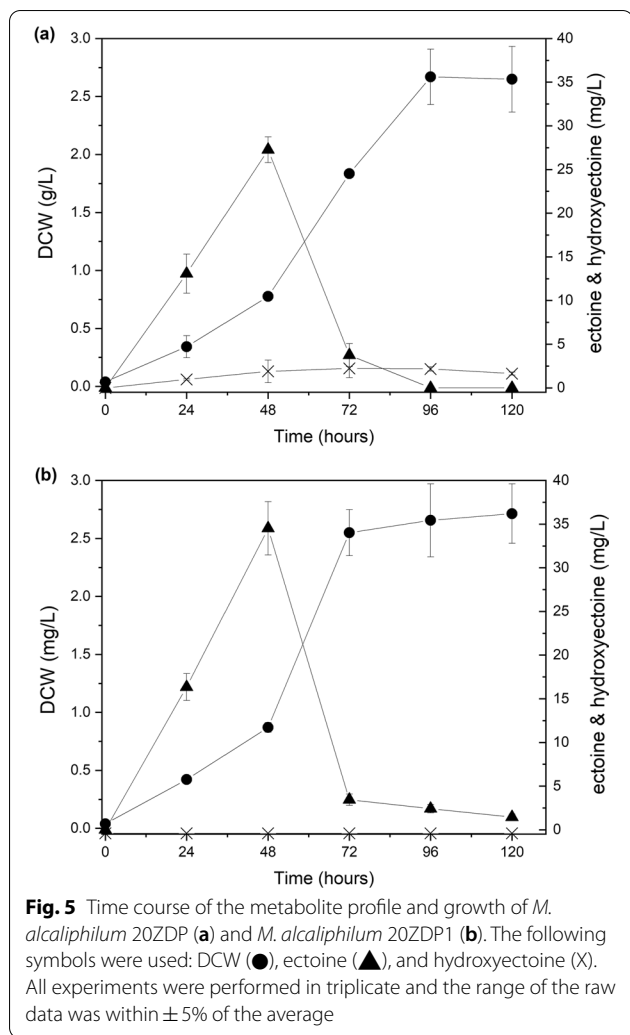 (a)
3.0
2.5
2.0
1.5
1.0
0.5
0.0
DCW (g/L)
40
35
30
25
20
15
10
5
0
ectoine & hydroxyectoine (mg/L)
0 24 48 72 96 120
Time (hours)
(b)
3.0
2.5
2.0
1.5
1.0
0.5
0.0
DCW (mg/L)
40
35
30
25
20
15
10
5
0
ectoine & hydroxyectoine (mg/L)
0 24 48 72 96 120
Time (hours)
Fig. 5 Time course of the metabolite profile and growth of M.
alcaliphilum 20ZDP (a) and M. alcaliphilum 20ZDP1 (b). The following
symbols were used: DCW (●), ectoine (▲), and hydroxyectoine (X).
All experiments were performed in triplicate and the range of the raw
data was within ± 5% of the average